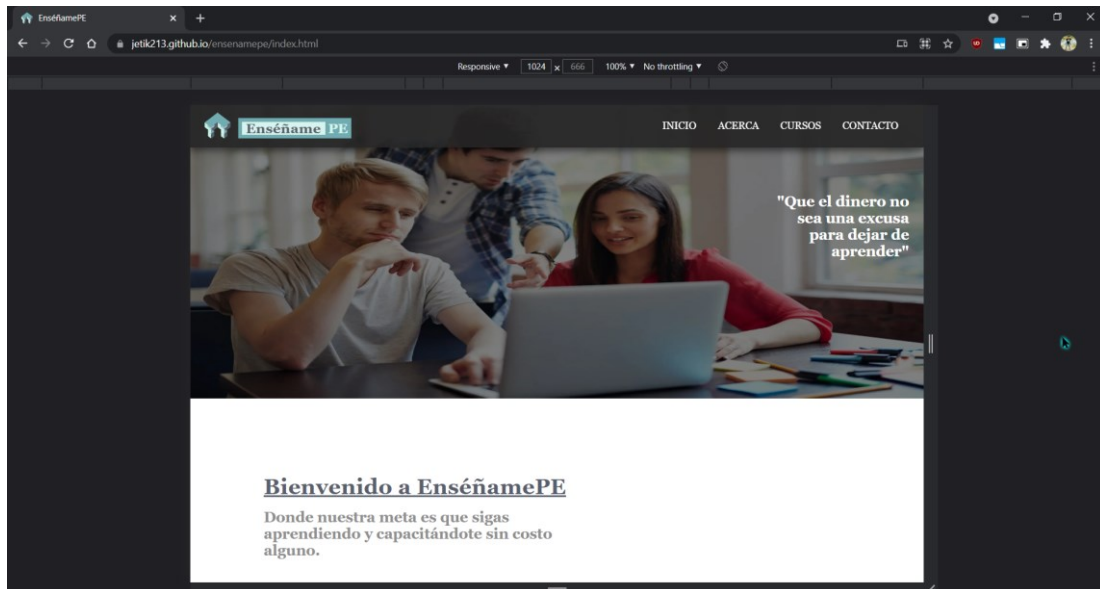 EnséñamePE
jetik213.github.io/ensenamepe/index.html
Responsive 1024 x 666 100% No throttling
Enséñame PE
INICIO ACERCA CURSOS CONTACTO
"Que el dinero no
sea una excusa
para dejar de
aprender"
Bienvenido a EnséñamePE
Donde nuestra meta es que sigas
aprendiendo y capacitándote sin costo
alguno.